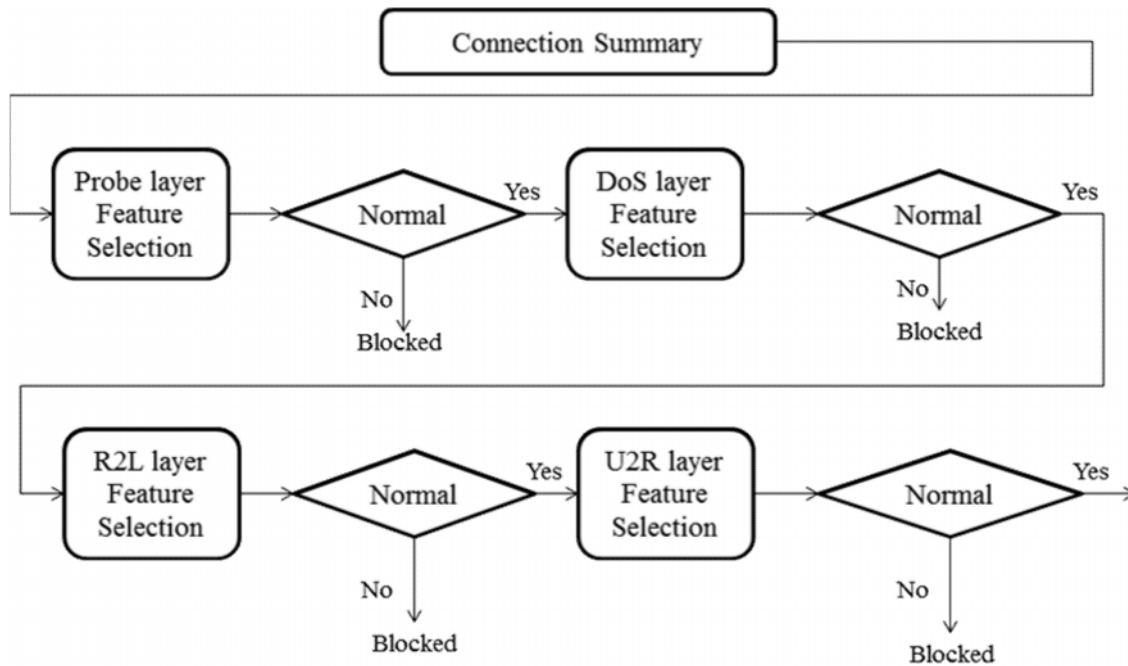 Connection Summary
Probe layer
Feature
Selection
Normal
Yes
No
Blocked
DoS layer
Feature
Selection
Normal
Yes
No
Blocked
R2L layer
Feature
Selection
Normal
Yes
No
Blocked
U2R layer
Feature
Selection
Normal
Yes
No
Blocked